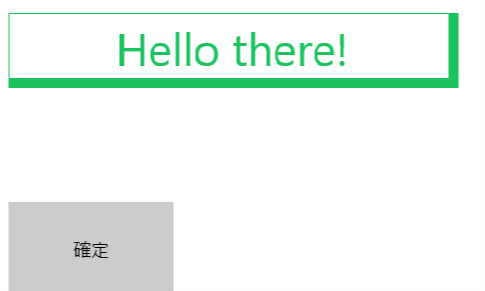 Hello there!
確定